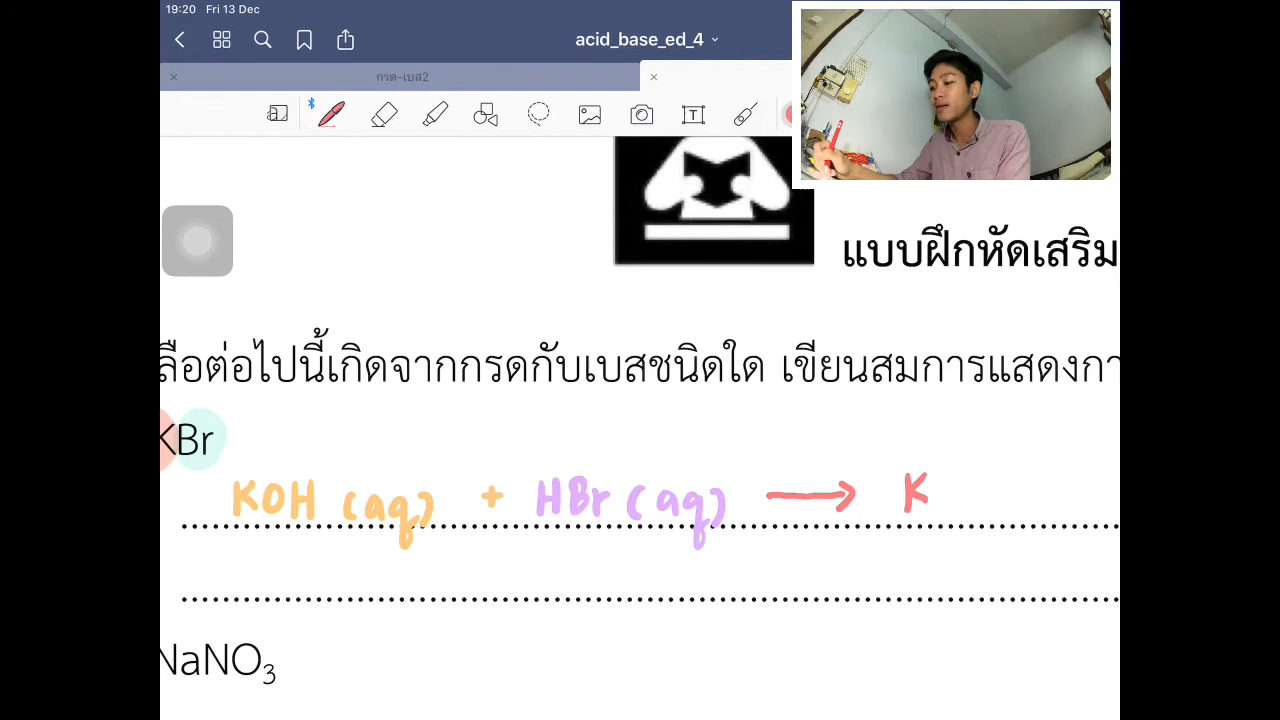 19:20 Fri 13 Dec
acid_base_ed_4
กรด-เบส2
T
แบบฝึกหัดเสริม
ลือต่อไปนี้เกิดจากกรดกับเบสชนิดใด เขียนสมการแสดงกา
KBr
KOH (aq) + HBr (aq) ⟶ K
NaNO₃